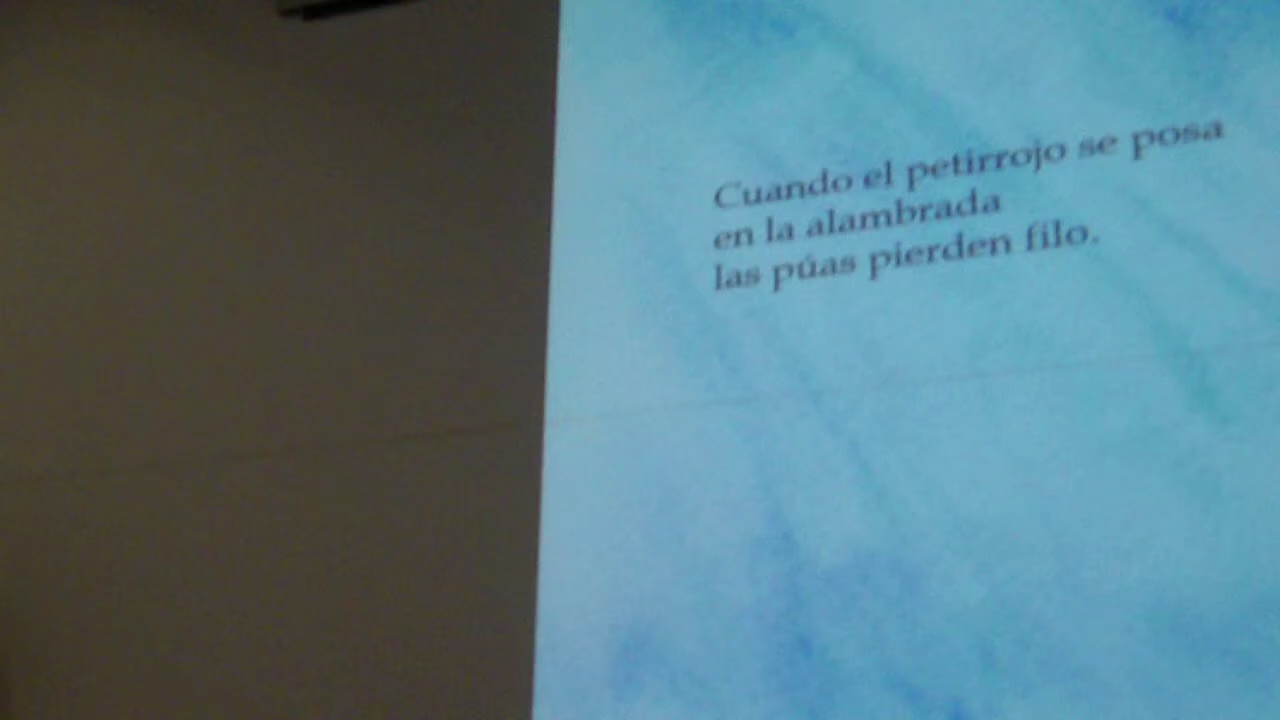 Cuando el petirrojo se posa
en la alambrada
las púas pierden filo.